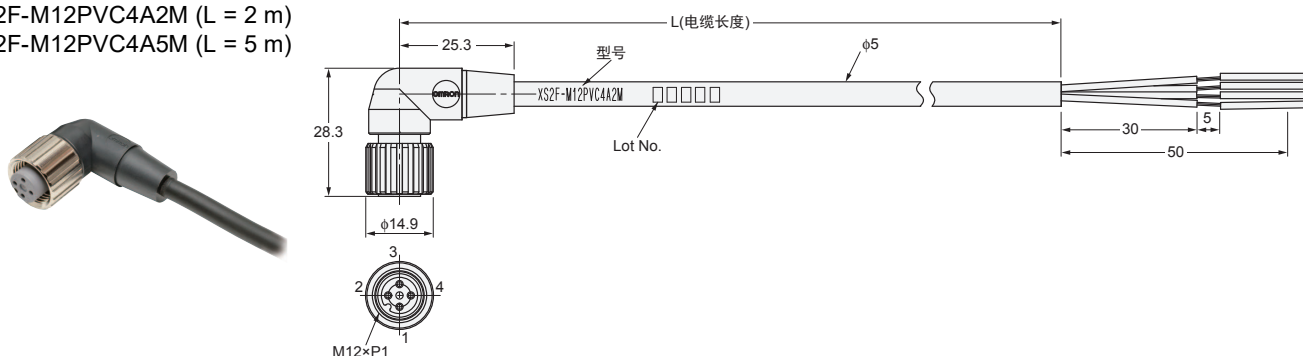 2F-M12PVC4A2M (L = 2 m)
2F-M12PVC4A5M (L = 5 m)
L(电缆长度)
25.3
型号
ϕ5
OMRON
XS2F-M12PVC4A2M
28.3
Lot No.
30
5
50
ϕ14.9
3
2
4
1
M12×P1